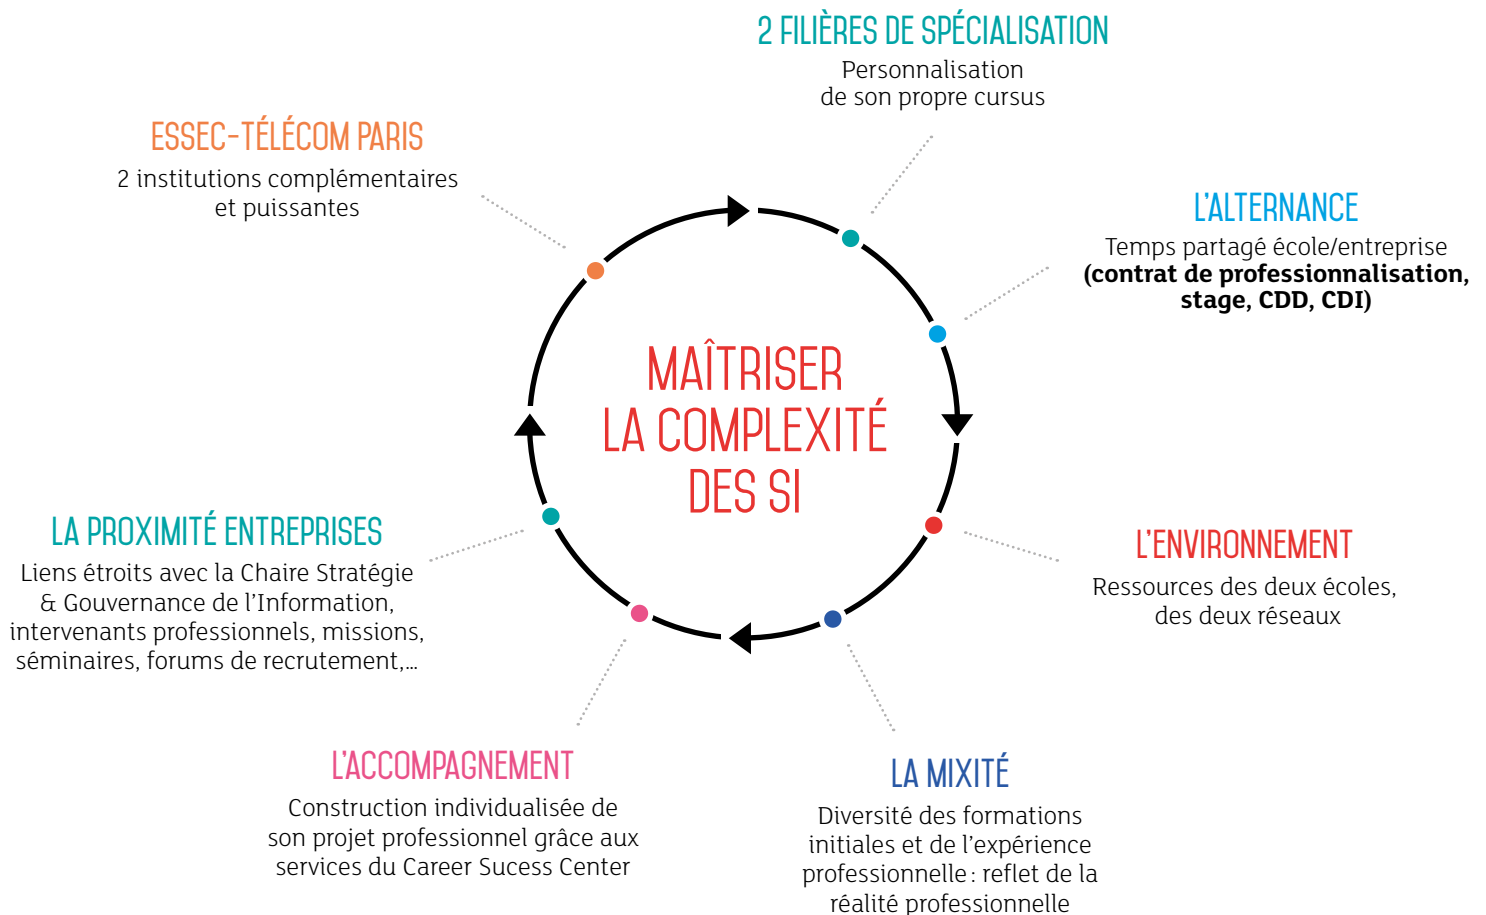 2 FILIÈRES DE SPÉCIALISATION
Personnalisation
de son propre cursus
ESSEC-TÉLÉCOM PARIS
2 institutions complémentaires
et puissantes
L'ALTERNANCE
Temps partagé école/entreprise
(contrat de professionnalisation,
stage, CDD, CDI)
MAÎTRISER
LA COMPLEXITÉ
DES SI
LA PROXIMITÉ ENTREPRISES
Liens étroits avec la Chaire Stratégie
& Gouvernance de l'Information,
intervenants professionnels, missions,
séminaires, forums de recrutement,...
L'ENVIRONNEMENT
Ressources des deux écoles,
des deux réseaux
L'ACCOMPAGNEMENT
Construction individualisée de
son projet professionnel grâce aux
services du Career Sucess Center
LA MIXITÉ
Diversité des formations
initiales et de l'expérience
professionnelle : reflet de la
réalité professionnelle